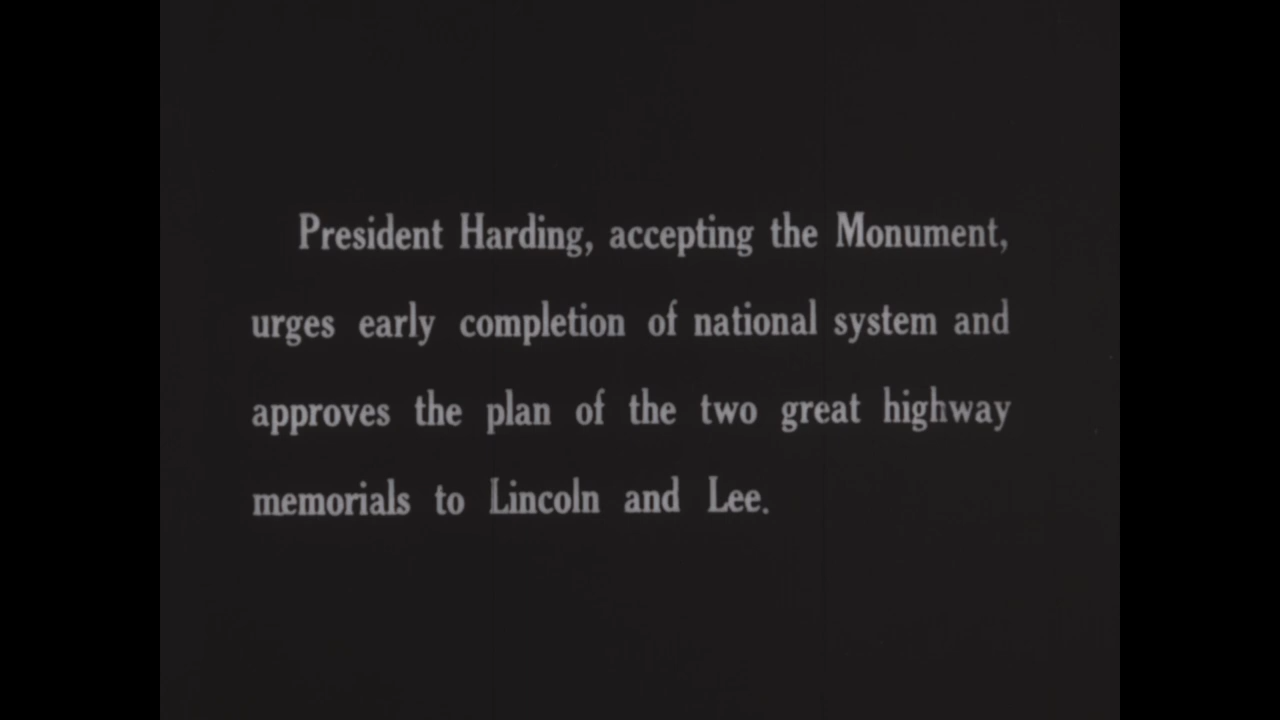 President Harding, accepting the Monument,
urges early completion of national system and
approves the plan of the two great highway
memorials to Lincoln and Lee.